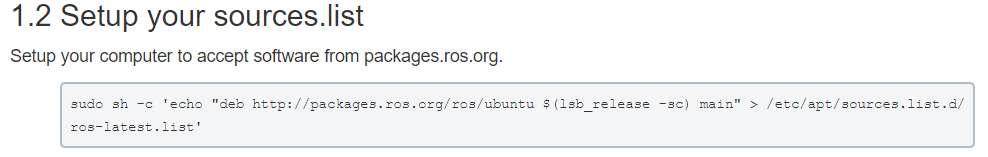 1.2 Setup your sources.list
Setup your computer to accept software from packages.ros.org.
sudo sh -c 'echo "deb http://packages.ros.org/ros/ubuntu $(lsb_release -sc) main" > /etc/apt/sources.list.d/
ros-latest.list'